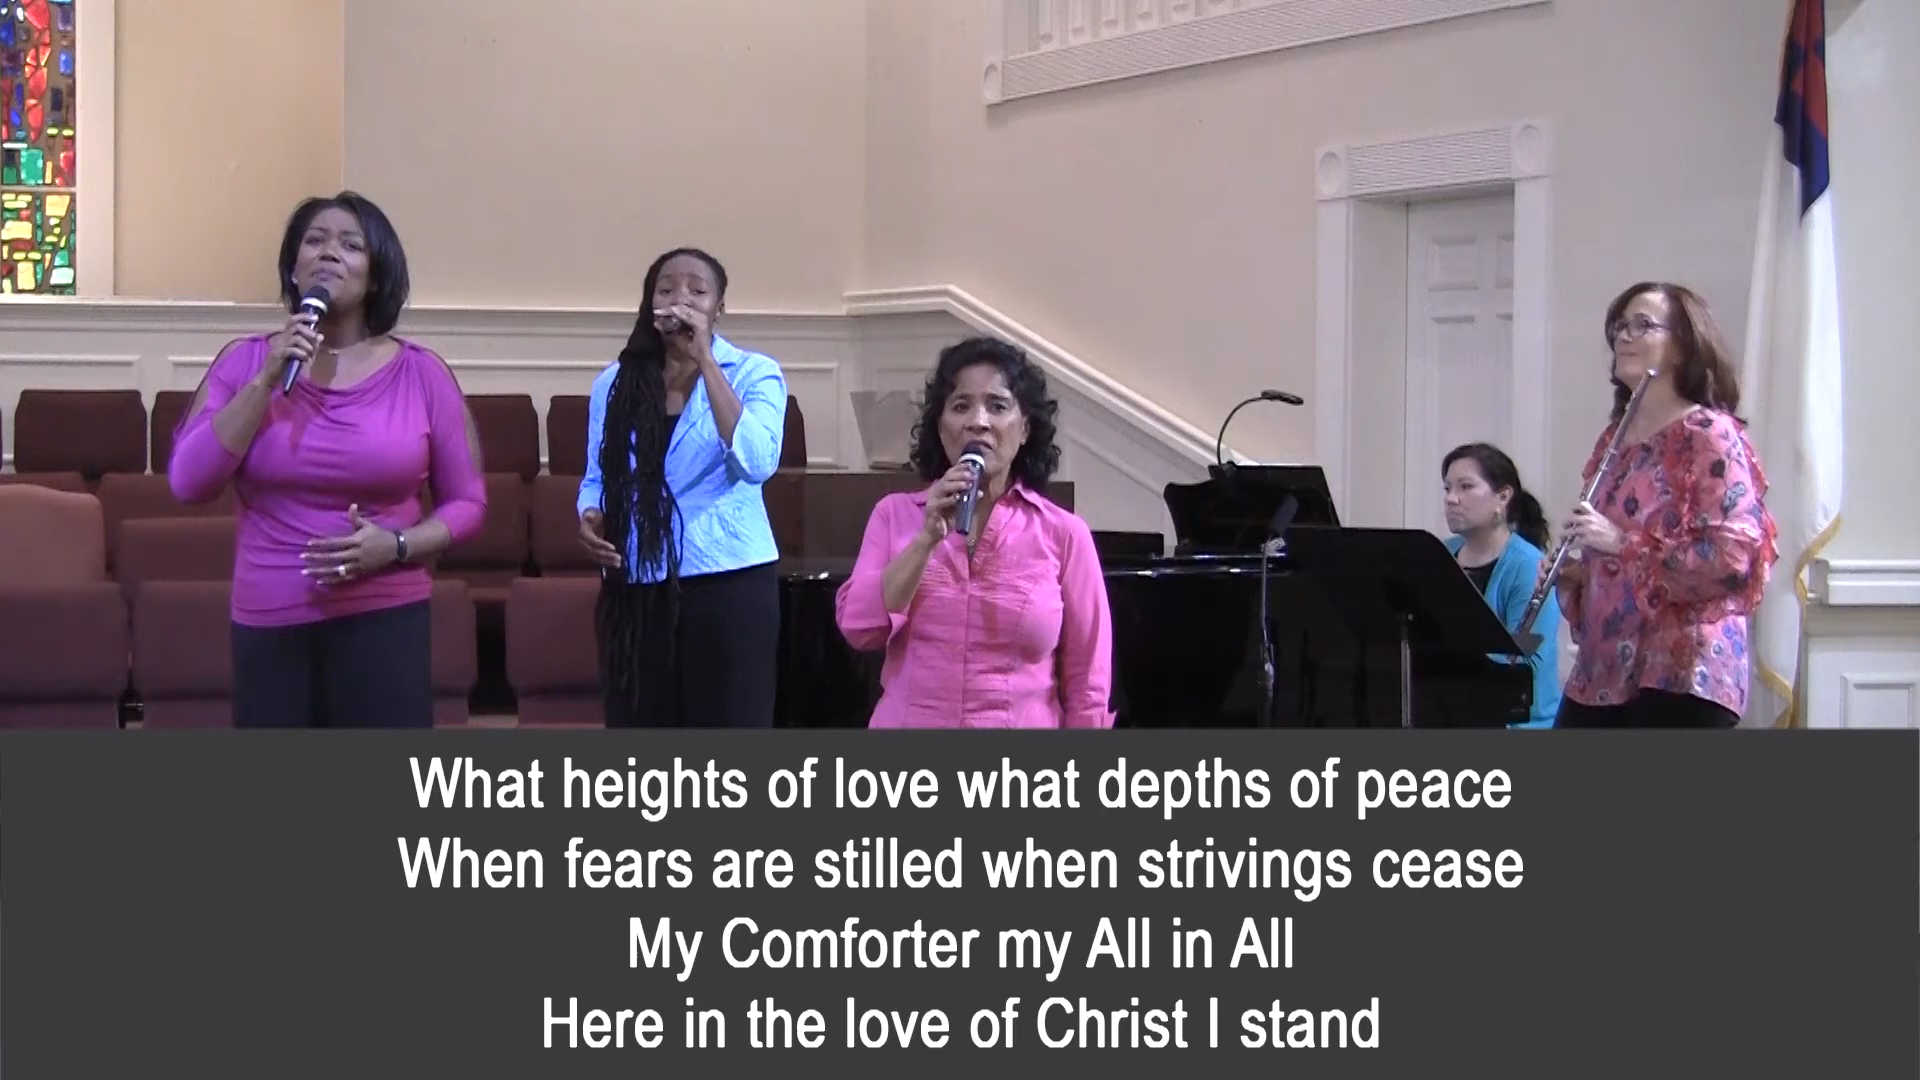 What heights of love what depths of peace
When fears are stilled when strivings cease
My Comforter my All in All
Here in the love of Christ I stand